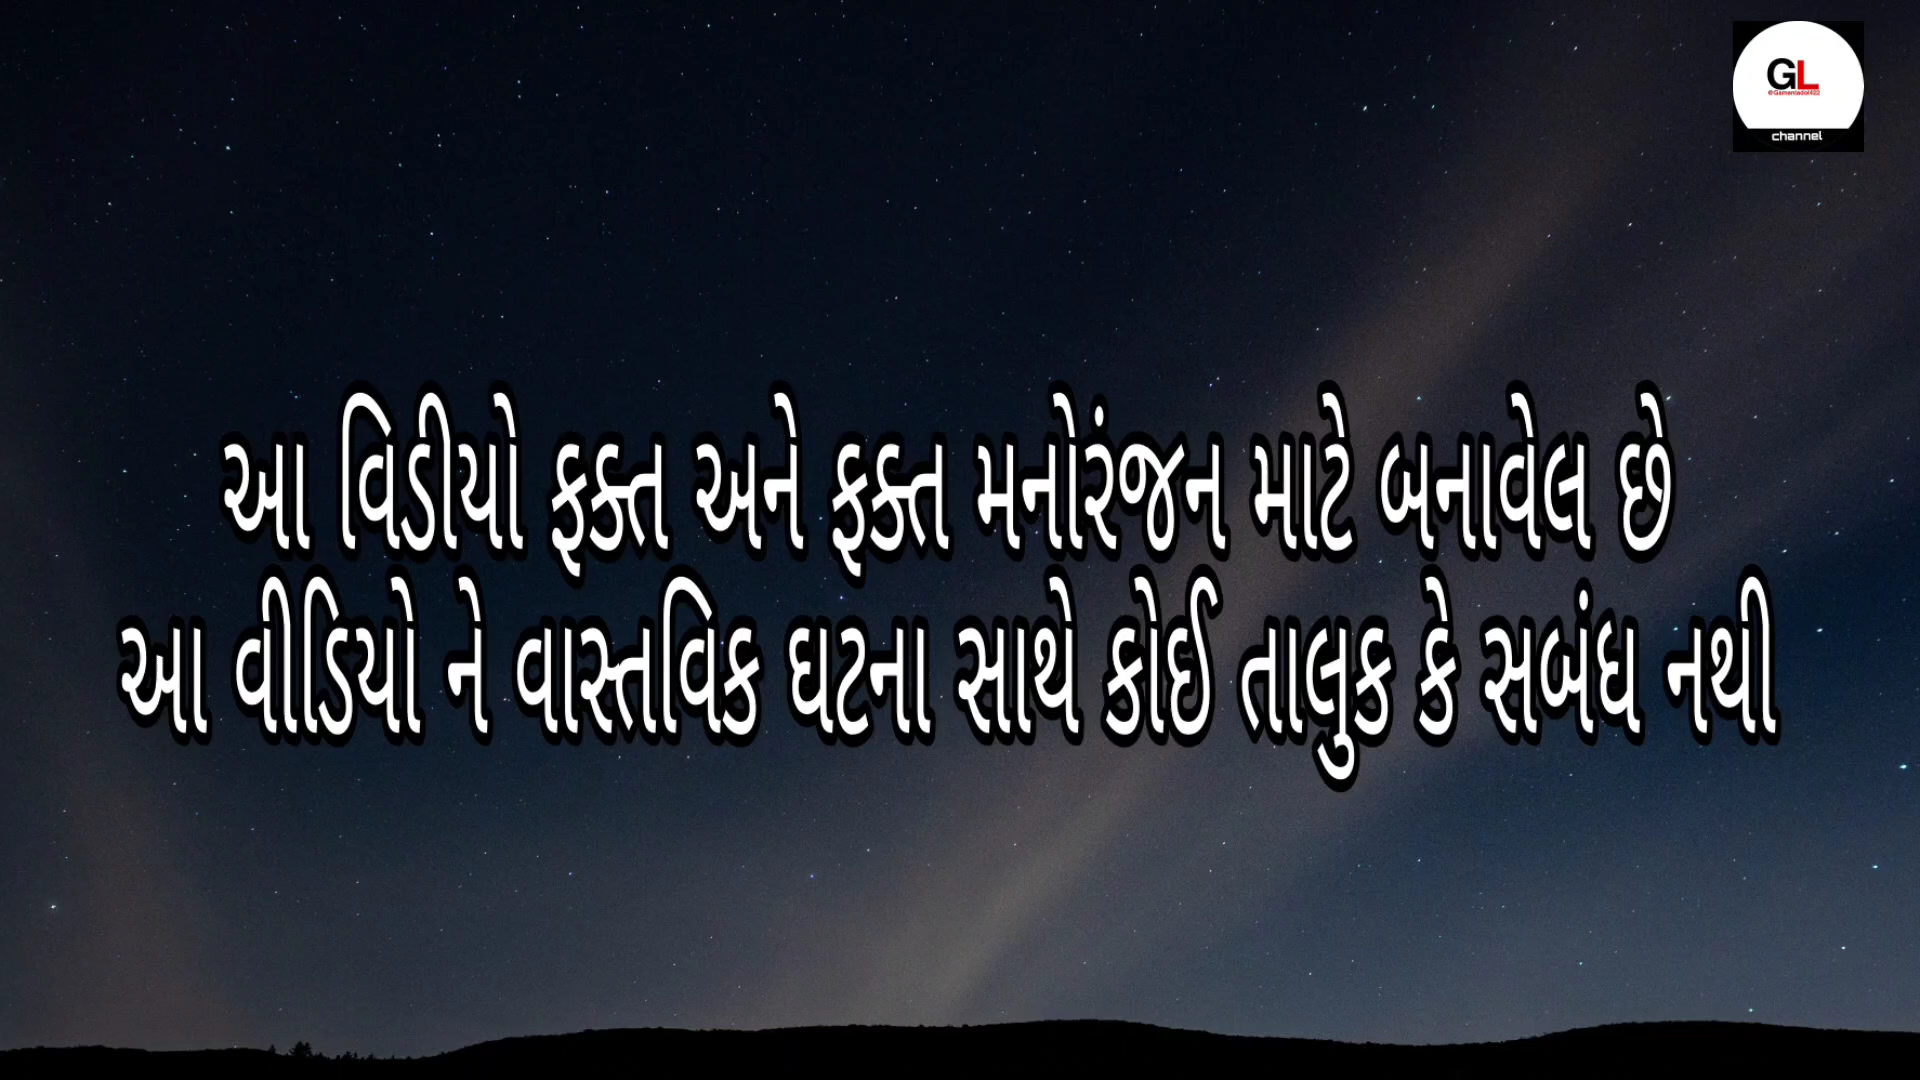 GL
channel
આ વિડીયો ફક્ત અને ફક્ત મનોરંજન માટે બનાવેલ છે
આ વીડિયો ને વાસ્તવિક ઘટના સાથે કોઈ તાલુક કે સબંધ નથી